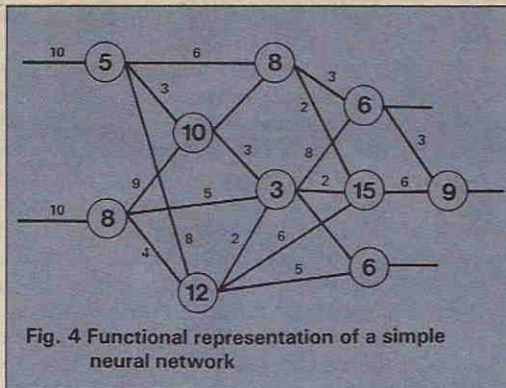 10 5 6 8 3 6
3 2
10
9 3 8 3
10 8 5 3 2 15 6 9
4 8 2 6
12 5 6
Fig. 4 Functional representation of a simple
neural network